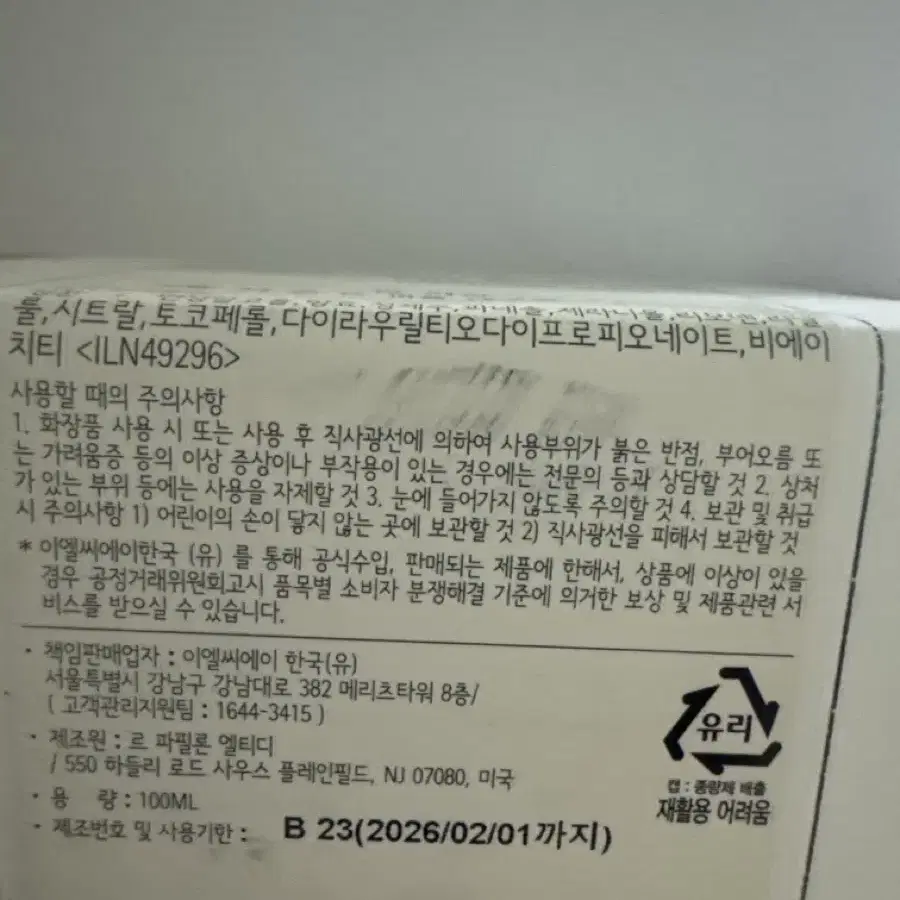 룰,시트랄,토코페롤,다이라우릴티오다이프로피오네이트,비에이
치티 <ILN49296>
사용할 때의 주의사항
1. 화장품 사용 시 또는 사용 후 직사광선에 의하여 사용부위가 붉은 반점, 부어오름 또
는 가려움증 등의 이상 증상이나 부작용이 있는 경우에는 전문의 등과 상담할 것 2. 상처
가 있는 부위 등에는 사용을 자제할 것 3. 눈에 들어가지 않도록 주의할 것 4. 보관 및 취급
시 주의사항 1) 어린이의 손이 닿지 않는 곳에 보관할 것 2) 직사광선을 피해서 보관할 것
* 이엘씨에이한국 (유) 를 통해 공식수입, 판매되는 제품에 한해서, 상품에 이상이 있을
경우 공정거래위원회고시 품목별 소비자 분쟁해결 기준에 의거한 보상 및 제품관련 서
비스를 받으실 수 있습니다.
· 책임판매업자 : 이엘씨에이 한국(유)
서울특별시 강남구 강남대로 382 메리츠타워 8층/
( 고객관리지원팀 : 1644-3415 )
· 제조원 : 르 파필론 엘티디
/ 550 하들리 로드 사우스 플레인필드, NJ 07080, 미국
· 용 량 : 100ML
· 제조번호 및 사용기한 : B 23(2026/02/01까지)
유리
캡 : 종량제 배출
재활용 어려움